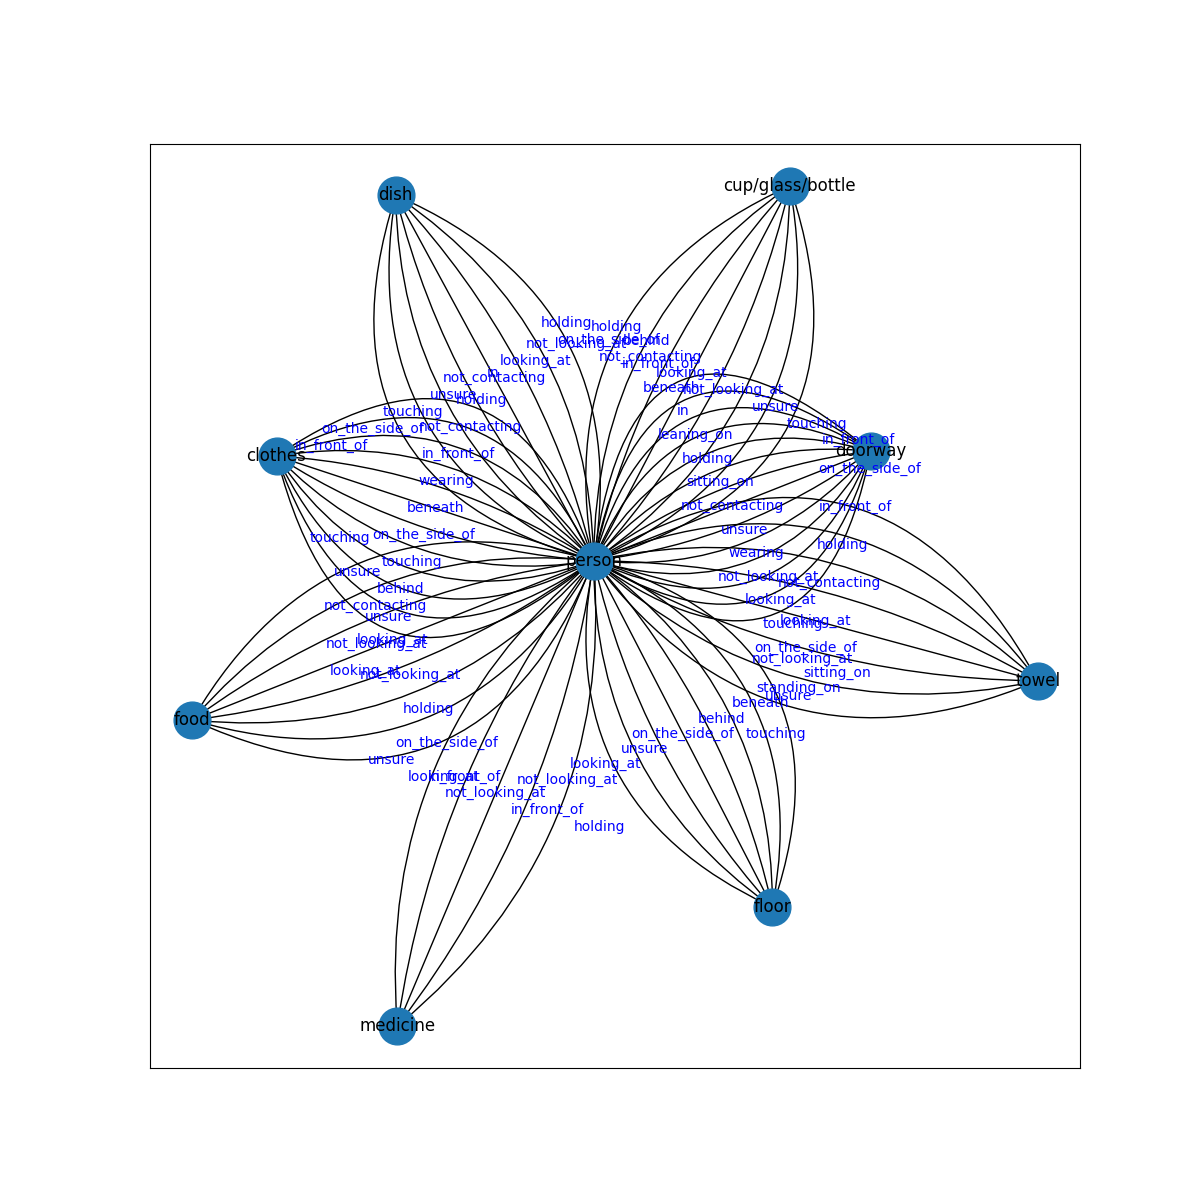 cup/glass/bottle
dish
holding
holding
on_the_side_of
behind
not_looking_at
not_contacting
looking_at
in_front_of
in
looking_at
not_contacting
beneath
not_looking_at
unsure
holding
unsure
touching
in
touching
on_the_side_of
not_contacting
leaning_on
in_front_of
in_front_of
doorway
clothes
in_front_of
holding
on_the_side_of
wearing
sitting_on
beneath
not_contacting
in_front_of
unsure
touching
on_the_side_of
holding
wearing
person
touching
unsure
not_looking_at
not_contacting
behind
looking_at
not_contacting
unsure
looking_at
touching
looking_at
not_looking_at
on_the_side_of
not_looking_at
looking_at
not_looking_at
sitting_on
towel
standing_on
unsure
beneath
holding
behind
food
on_the_side_of
touching
on_the_side_of
unsure
unsure
looking_at
looking_at
in_front_of
not_looking_at
not_looking_at
in_front_of
holding
floor
medicine